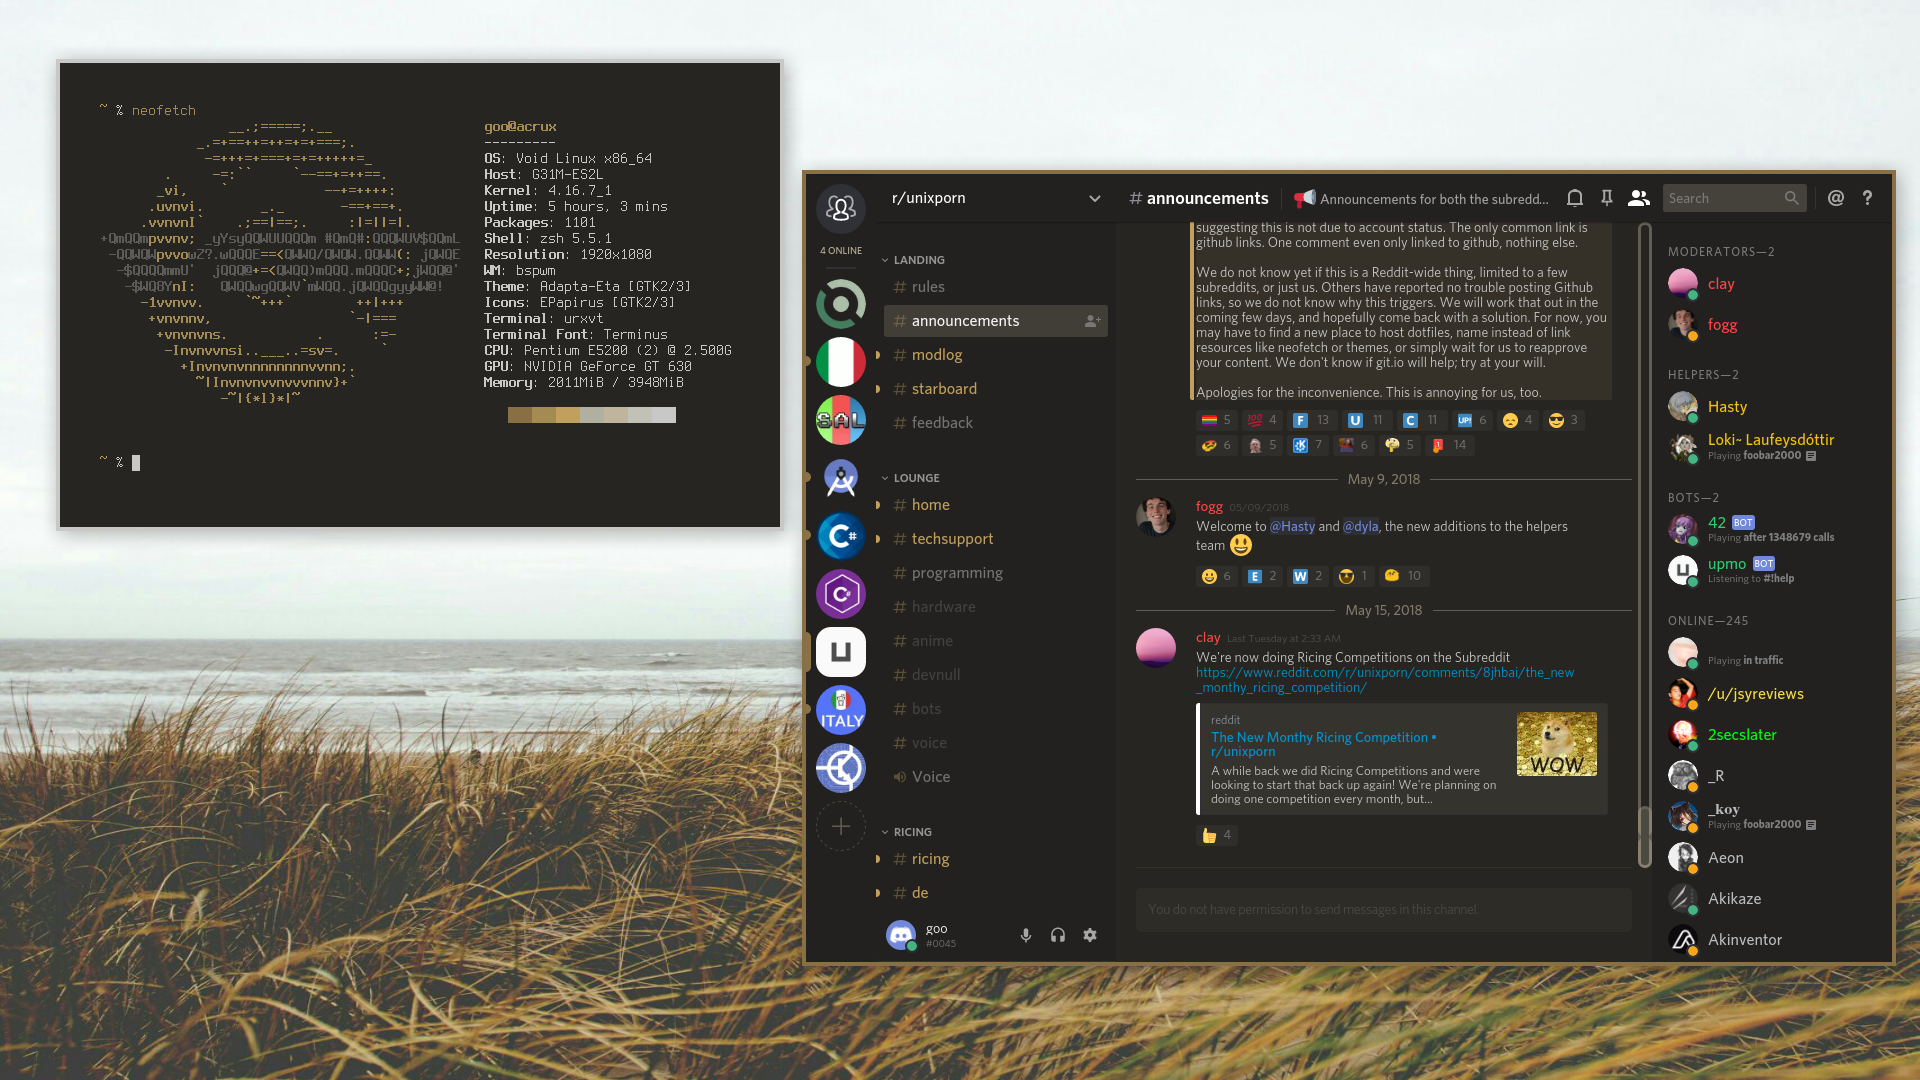 ~ % neofetch
goo@acrux
---------
OS: Void Linux x86_64
Host: G31M-ES2L
Kernel: 4.16.7_1
Uptime: 5 hours, 3 mins
Packages: 1101
Shell: zsh 5.5.1
Resolution: 1920x1080
WM: bspwm
Theme: Adapta-Eta [GTK2/3]
Icons: EPapirus [GTK2/3]
Terminal: urxvt
Terminal Font: Terminus
CPU: Pentium E5200 (2) @ 2.500G
GPU: NVIDIA GeForce GT 630
Memory: 2011MiB / 3948MiB
~ %
4 ONLINE
SAL
C#
C#
ITALY
r/unixporn
LANDING
# rules
# announcements
# modlog
# starboard
# feedback
LOUNGE
# home
# techsupport
# programming
# hardware
# anime
# devnull
# bots
# voice
Voice
RICING
# ricing
# de
goo
#0045
# announcements
Announcements for both the subredd...
Search
@ ?
suggesting this is not due to account status. The only common link is
github links. One comment even only linked to github, nothing else.
We do not know yet if this is a Reddit-wide thing, limited to a few
subreddits, or just us. Others have reported no trouble posting Github
links, so we do not know why this triggers. We will work that out in the
coming few days, and hopefully come back with a solution. For now, you
may have to find a new place to host dotfiles, name instead of link
resources like neofetch or themes, or simply wait for us to reapprove
your content. We don't know if git.io will help; try at your will.
Apologies for the inconvenience. This is annoying for us, too.
5 100 4 F 13 U 11 C 11 UP! 6 4 3
6 5 K 7 6 5 14
May 9, 2018
fogg 05/09/2018
Welcome to @Hasty and @dyla, the new additions to the helpers
team
6 E 2 W 2 1 10
May 15, 2018
clay Last Tuesday at 2:33 AM
We're now doing Ricing Competitions on the Subreddit
https://www.reddit.com/r/unixporn/comments/8jhbai/the_new
_monthy_ricing_competition/
reddit
The New Monthy Ricing Competition •
r/unixporn
A while back we did Ricing Competitions and were
looking to start that back up again! We're planning on
doing one competition every month, but...
WOW
4
You do not have permission to send messages in this channel.
MODERATORS—2
clay
fogg
HELPERS—2
Hasty
Loki~ Laufeysdóttir
Playing foobar2000
BOTS—2
42 BOT
Playing after 1348679 calls
upmo BOT
Listening to #!help
ONLINE—245
Playing in traffic
/u/jsyreviews
2secslater
_R
_koy
Playing foobar2000
Aeon
Akikaze
Akinventor